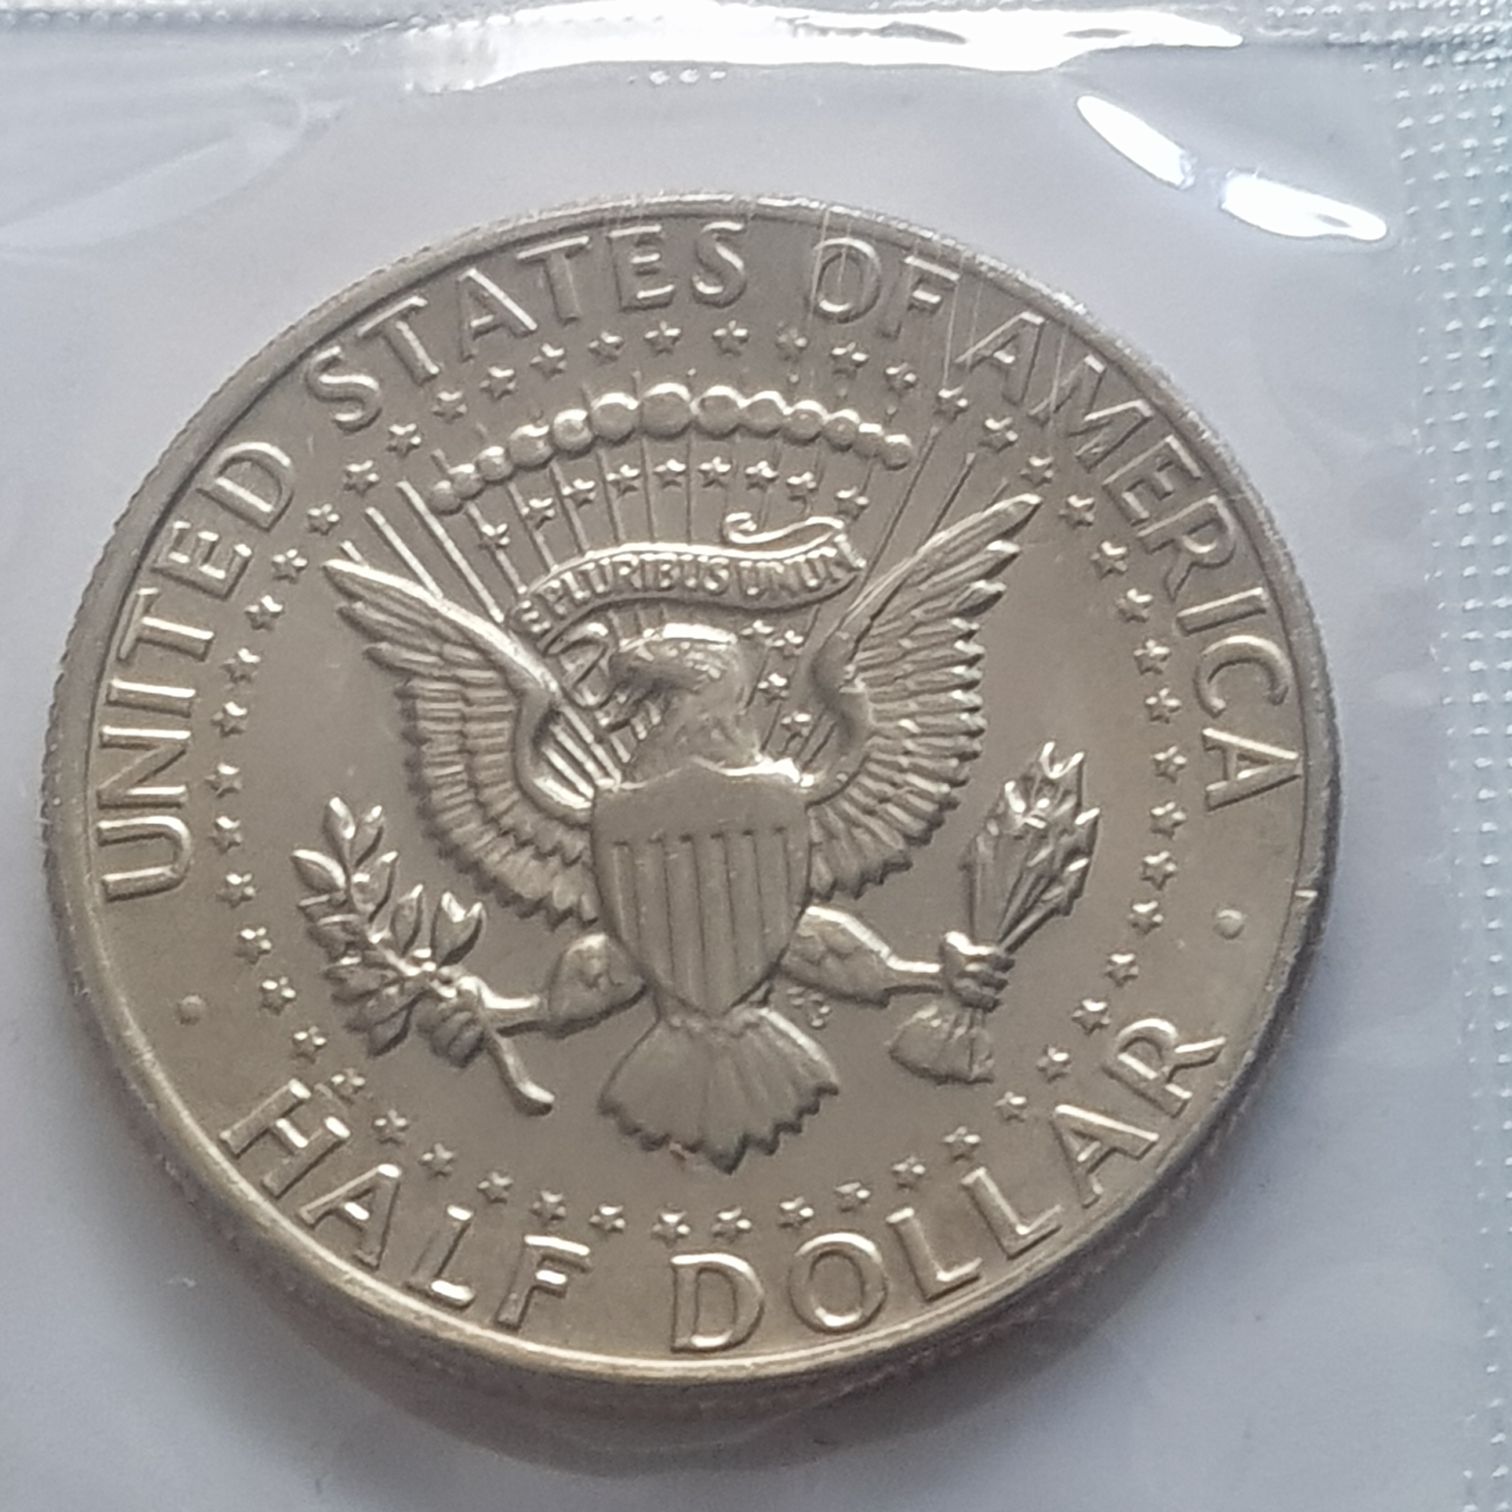 UNITED STATES OF AMERICA
E PLURIBUS UNUM
HALF DOLLAR